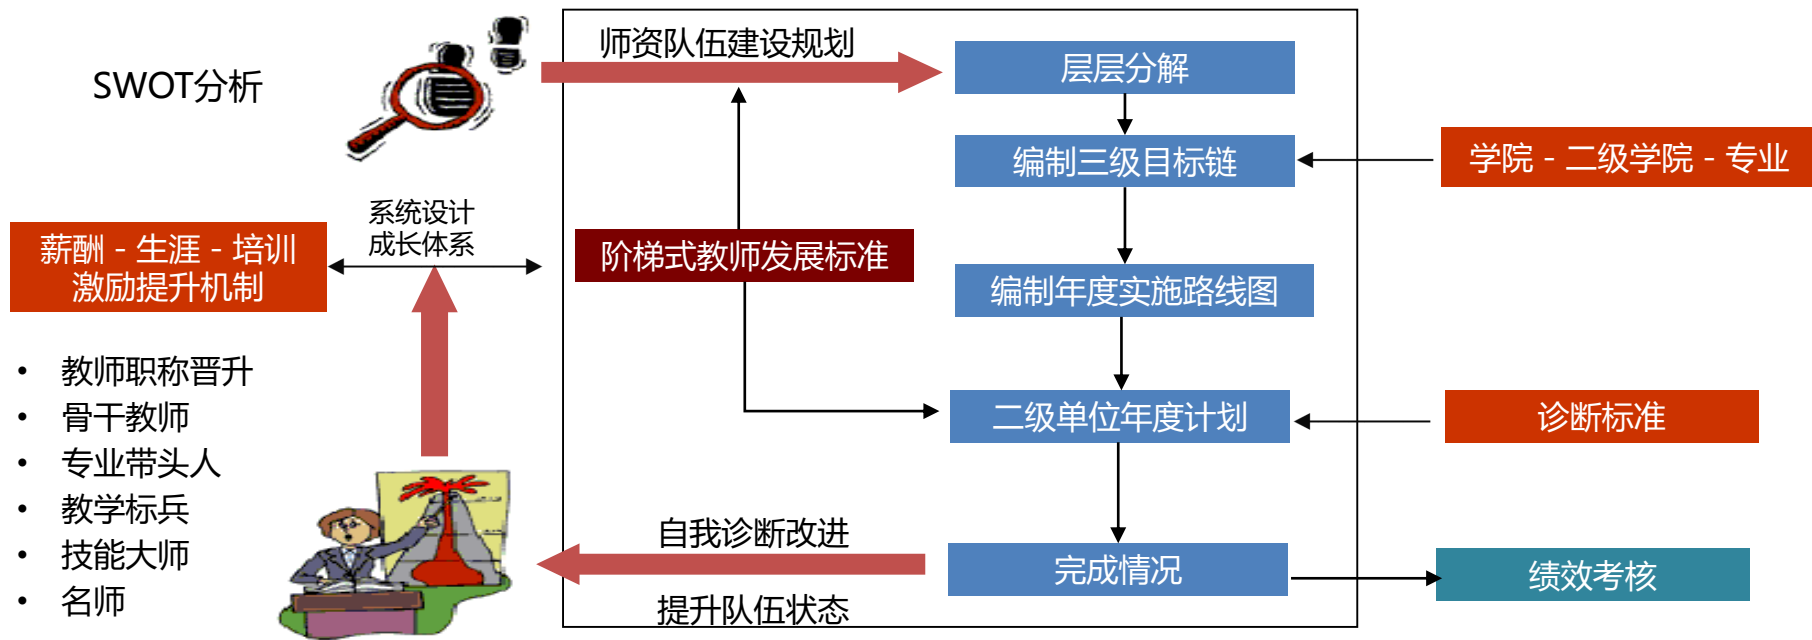 SWOT分析
师资队伍建设规划
层层分解
编制三级目标链
学院 - 二级学院 - 专业
系统设计
成长体系
薪酬 - 生涯 - 培训
激励提升机制
阶梯式教师发展标准
编制年度实施路线图
• 教师职称晋升
• 骨干教师
• 专业带头人
• 教学标兵
• 技能大师
• 名师
二级单位年度计划
诊断标准
自我诊断改进
提升队伍状态
完成情况
绩效考核